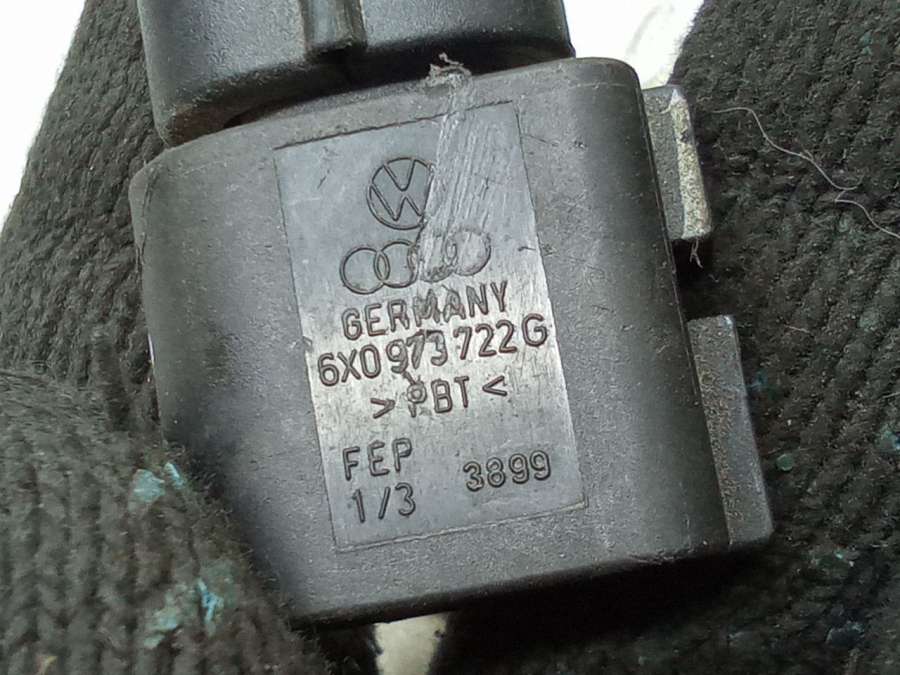 GERMANY
6X0 973 722 G
> PBT <
FEP 3899
1/3